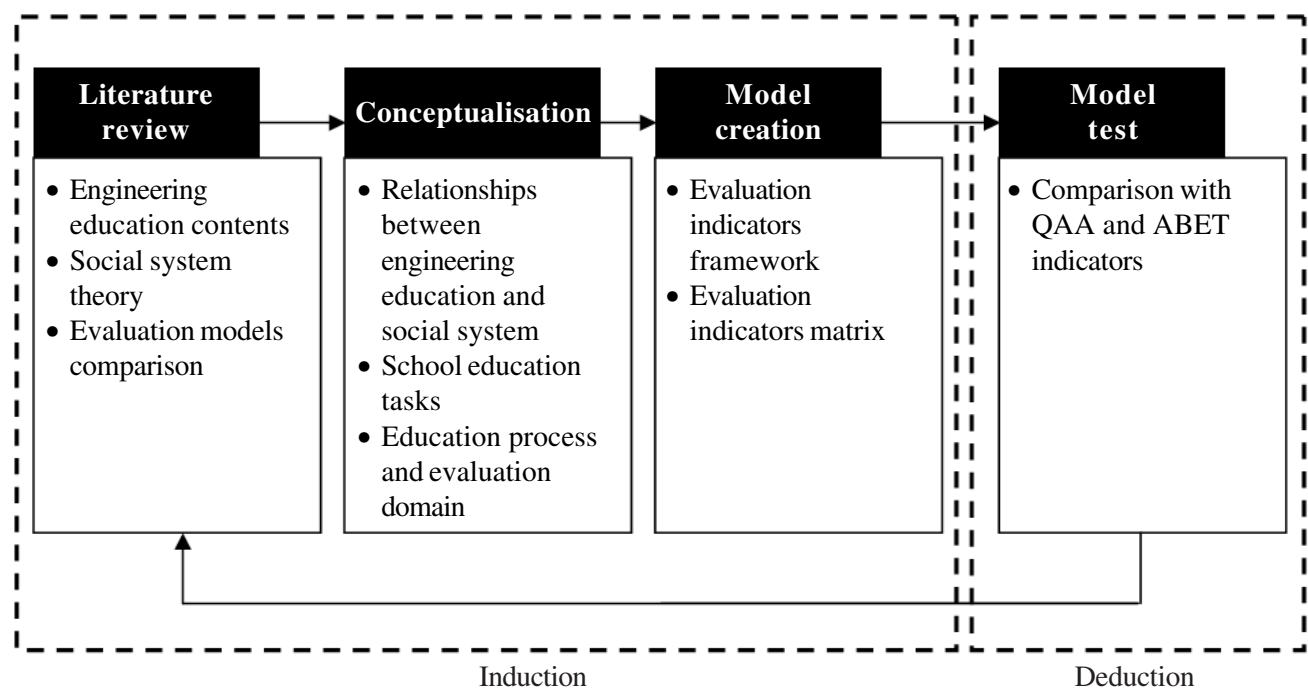 Literature
review
• Engineering
education contents
• Social system
theory
• Evaluation models
comparison
Conceptualisation
• Relationships
between
engineering
education and
social system
• School education
tasks
• Education process
and evaluation
domain
Model
creation
• Evaluation
indicators
framework
• Evaluation
indicators matrix
Model
test
• Comparison with
QAA and ABET
indicators
Induction
Deduction